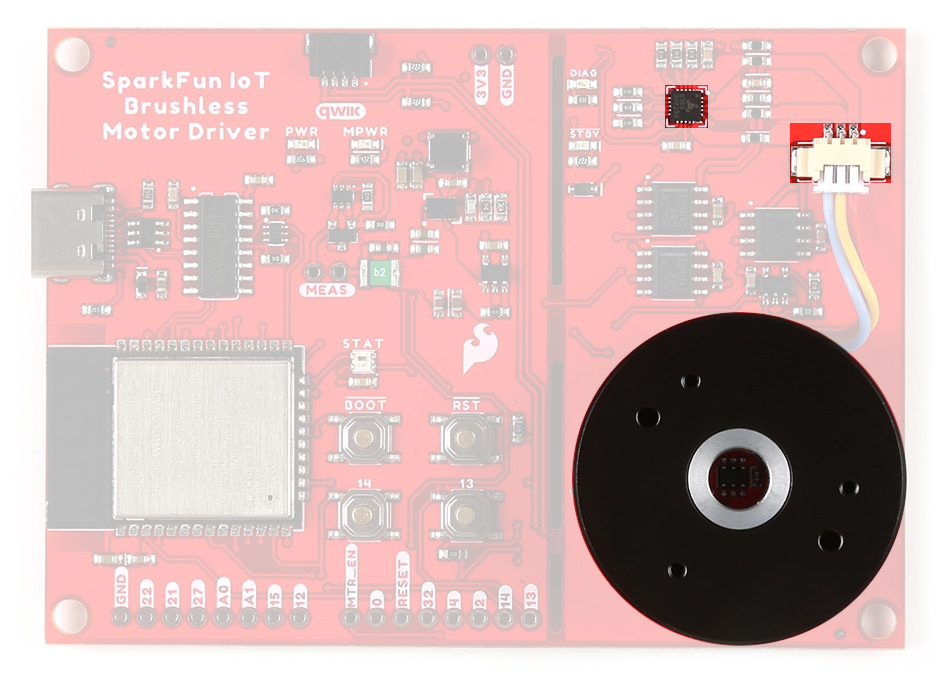 SparkFun IoT
Brushless
Motor Driver
qwiic
3V3
GND
DIAG
STBY
PWR
MPWR
MEAS
b2
STAT
BOOT
RST
14
13
GND
22
21
27
A0
A1
15
12
MTR_EN
0
RESET
32
4
2
14
13